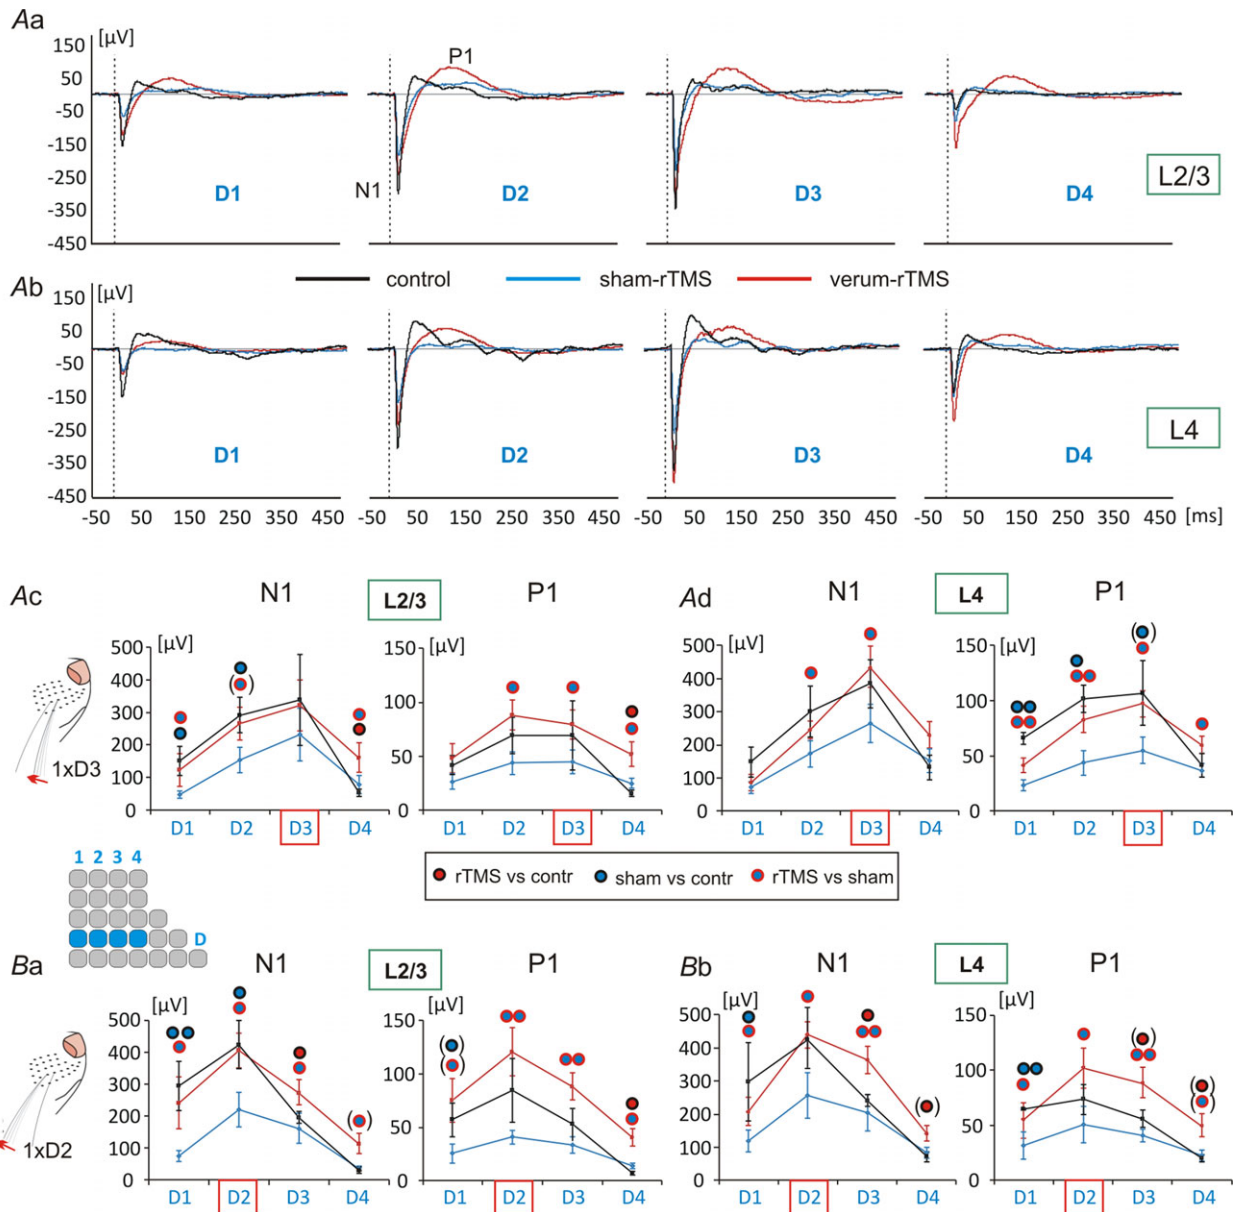 Aa
[µV]
150
50
-50
-150
-250
-350
-450
P1
N1
D1
D2
D3
D4
L2/3
control
sham-rTMS
verum-rTMS
Ab
[µV]
150
50
-50
-150
-250
-350
-450
D1
D2
D3
D4
L4
-50 50 150 250 350 450
-50 50 150 250 350 450
-50 50 150 250 350 450
-50 50 150 250 350 450 [ms]
Ac
N1
L2/3
P1
Ad
N1
L4
P1
1xD3
[µV]
500
400
300
200
100
0
D1 D2 D3 D4
[µV]
150
100
50
0
D1 D2 D3 D4
[µV]
500
400
300
200
100
0
D1 D2 D3 D4
( )
[µV]
150
100
50
0
D1 D2 D3 D4
rTMS vs contr
sham vs contr
rTMS vs sham
1 2 3 4
D
Ba
N1
L2/3
P1
Bb
N1
L4
P1
1xD2
[µV]
500
400
300
200
100
0
D1 D2 D3 D4
[µV]
150
100
50
0
D1 D2 D3 D4
[µV]
500
400
300
200
100
0
D1 D2 D3 D4
[µV]
150
100
50
0
D1 D2 D3 D4